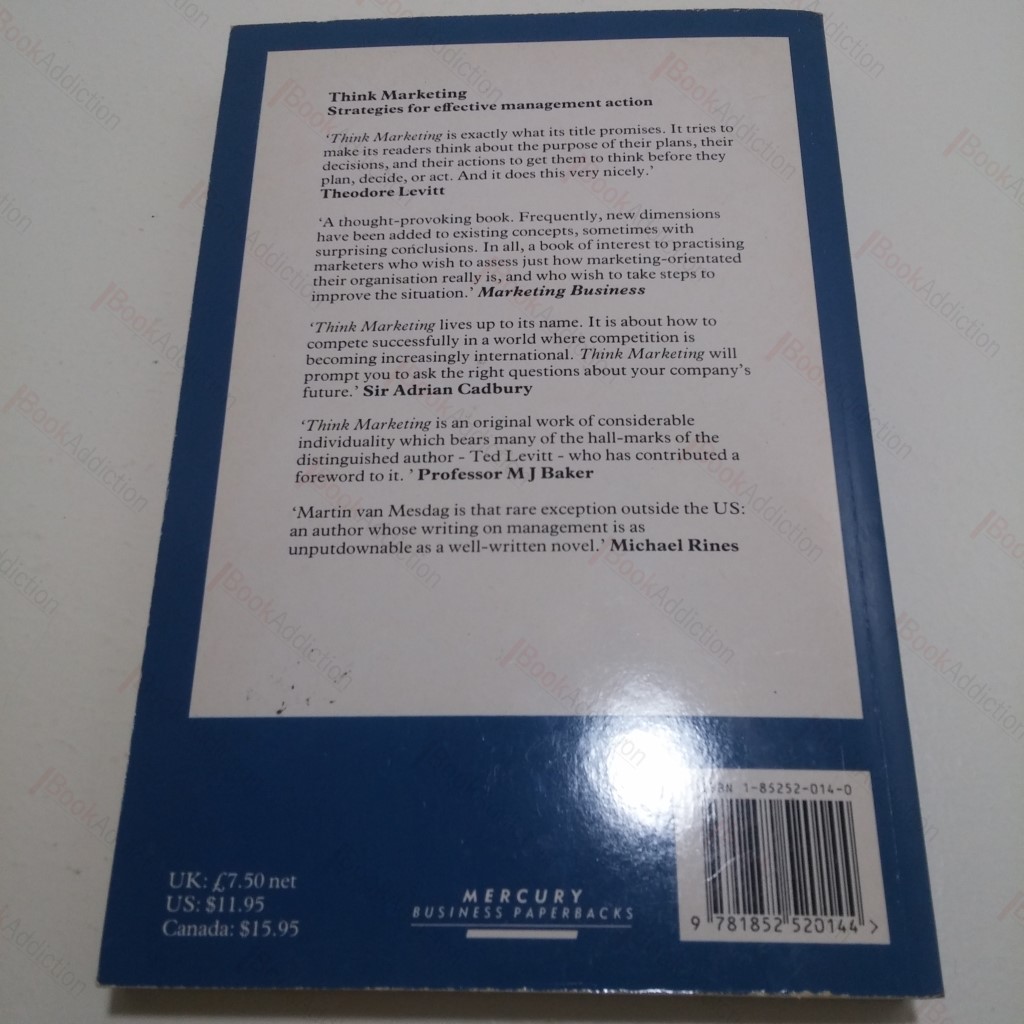 Think Marketing
Strategies for effective management action
‘Think Marketing is exactly what its title promises. It tries to
make its readers think about the purpose of their plans, their
decisions, and their actions to get them to think before they
plan, decide, or act. And it does this very nicely.’
Theodore Levitt
‘A thought-provoking book. Frequently, new dimensions
have been added to existing concepts, sometimes with
surprising conclusions. In all, a book of interest to practising
marketers who wish to assess just how marketing-orientated
their organisation really is, and who wish to take steps to
improve the situation.’ Marketing Business
‘Think Marketing lives up to its name. It is about how to
compete successfully in a world where competition is
becoming increasingly international. Think Marketing will
prompt you to ask the right questions about your company’s
future.’ Sir Adrian Cadbury
‘Think Marketing is an original work of considerable
individuality which bears many of the hall-marks of the
distinguished author - Ted Levitt - who has contributed a
foreword to it. ’ Professor M J Baker
‘Martin van Mesdag is that rare exception outside the US:
an author whose writing on management is as
unputdownable as a well-written novel.’ Michael Rines
ISBN 1-85252-014-0
UK: £7.50 net
US: $11.95
Canada: $15.95
MERCURY
BUSINESS PAPERBACKS
9 781852 520144 >
BookAddiction